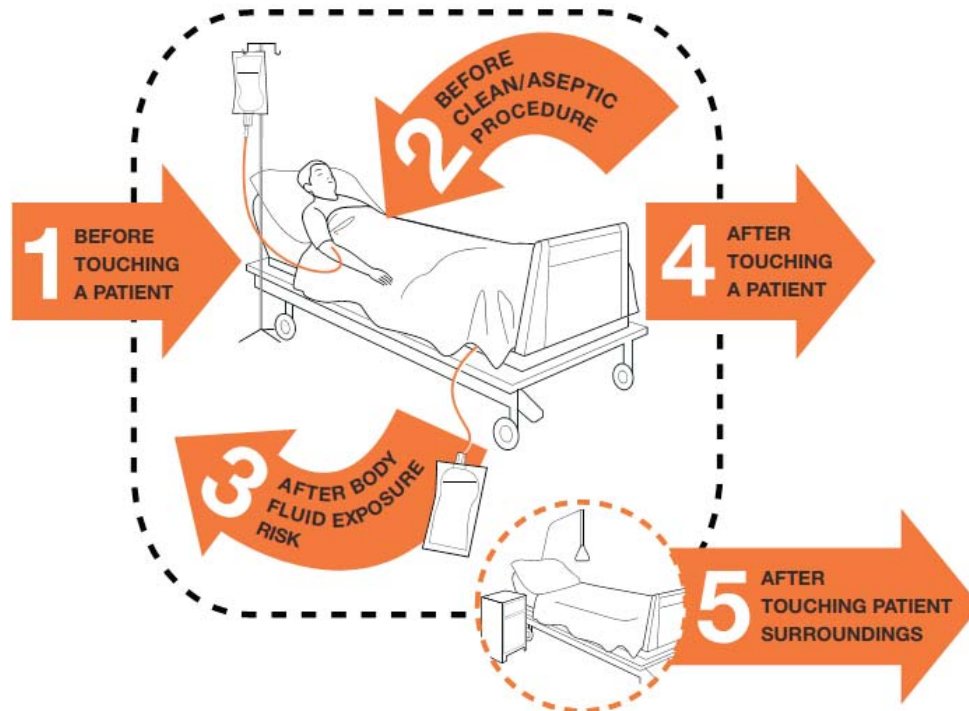 1 BEFORE
TOUCHING
A PATIENT
2 BEFORE
CLEAN/ASEPTIC
PROCEDURE
3 AFTER BODY
FLUID EXPOSURE
RISK
4 AFTER
TOUCHING
A PATIENT
5 AFTER
TOUCHING PATIENT
SURROUNDINGS